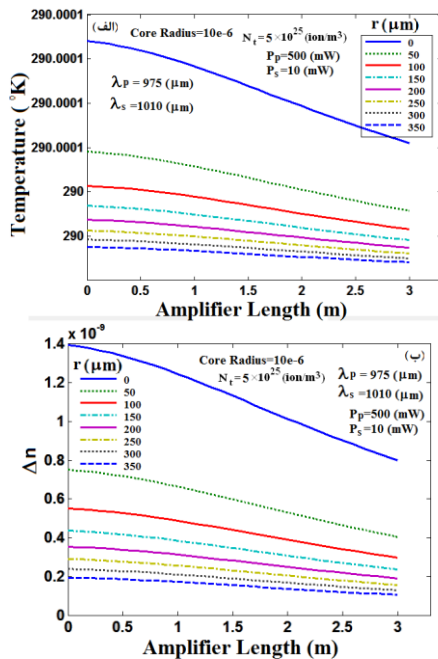 290.0001
(الف)
Core Radius=10e-6
N_t=5×10^25(ion/m^3)
P_P=500 (mW)
P_s=10 (mW)
λ_P = 975 (μm)
λ_s =1010 (μm)
r (μm)
0
50
100
150
200
250
300
350
290.0001
290.0001
290.0001
290
290
Temperature (°K)
0
0.5
1
1.5
2
2.5
3
Amplifier Length (m)
x 10^-9
1.4
1.2
1
0.8
0.6
0.4
0.2
0
Δn
r (μm)
0
50
100
150
200
250
300
350
(ب)
Core Radius=10e-6
N_t=5×10^25(ion/m^3)
λ_P = 975 (μm)
λ_s =1010 (μm)
P_P=500 (mW)
P_s=10 (mW)
0
0.5
1
1.5
2
2.5
3
Amplifier Length (m)